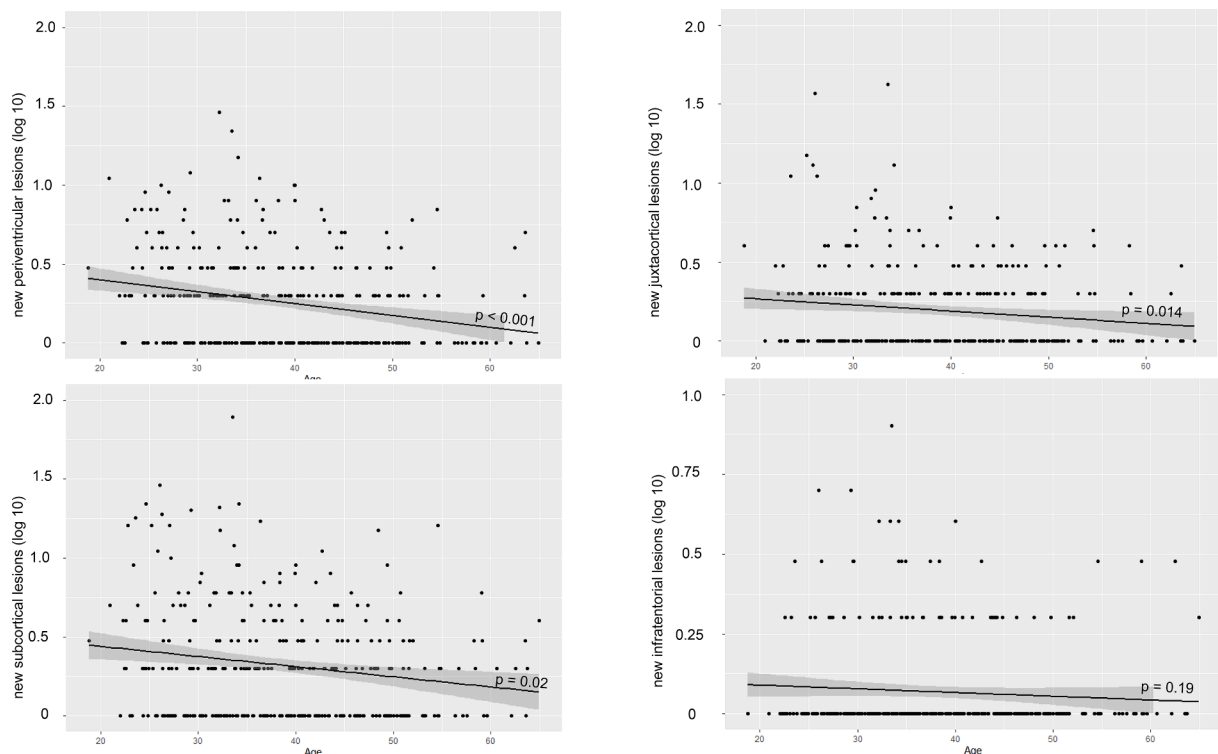 new periventricular lesions (log 10)
2.0
1.5
1.0
0.5
0
p < 0.001
20 30 40 50 60
Age
new juxtacortical lesions (log 10)
2.0
1.5
1.0
0.5
0
p = 0.014
20 30 40 50 60
new subcortical lesions (log 10)
2.0
1.5
1.0
0.5
0
p = 0.02
20 30 40 50 60
new infratentorial lesions (log 10)
1.0
0.75
0.5
0.25
0
p = 0.19
20 30 40 50 60
Age